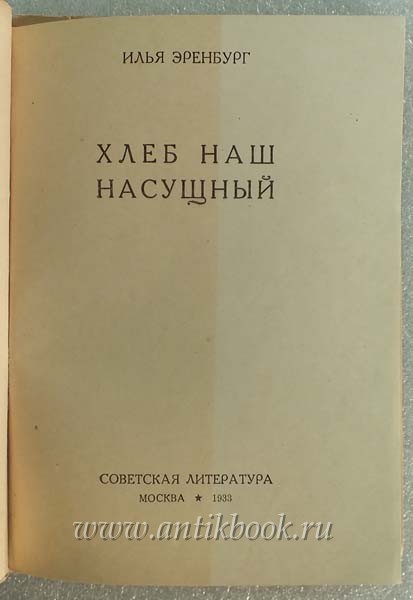 ИЛЬЯ ЭРЕНБУРГ
ХЛЕБ НАШ
НАСУЩНЫЙ
СОВЕТСКАЯ ЛИТЕРАТУРА
МОСКВА ★ 1933
www.antikbook.ru